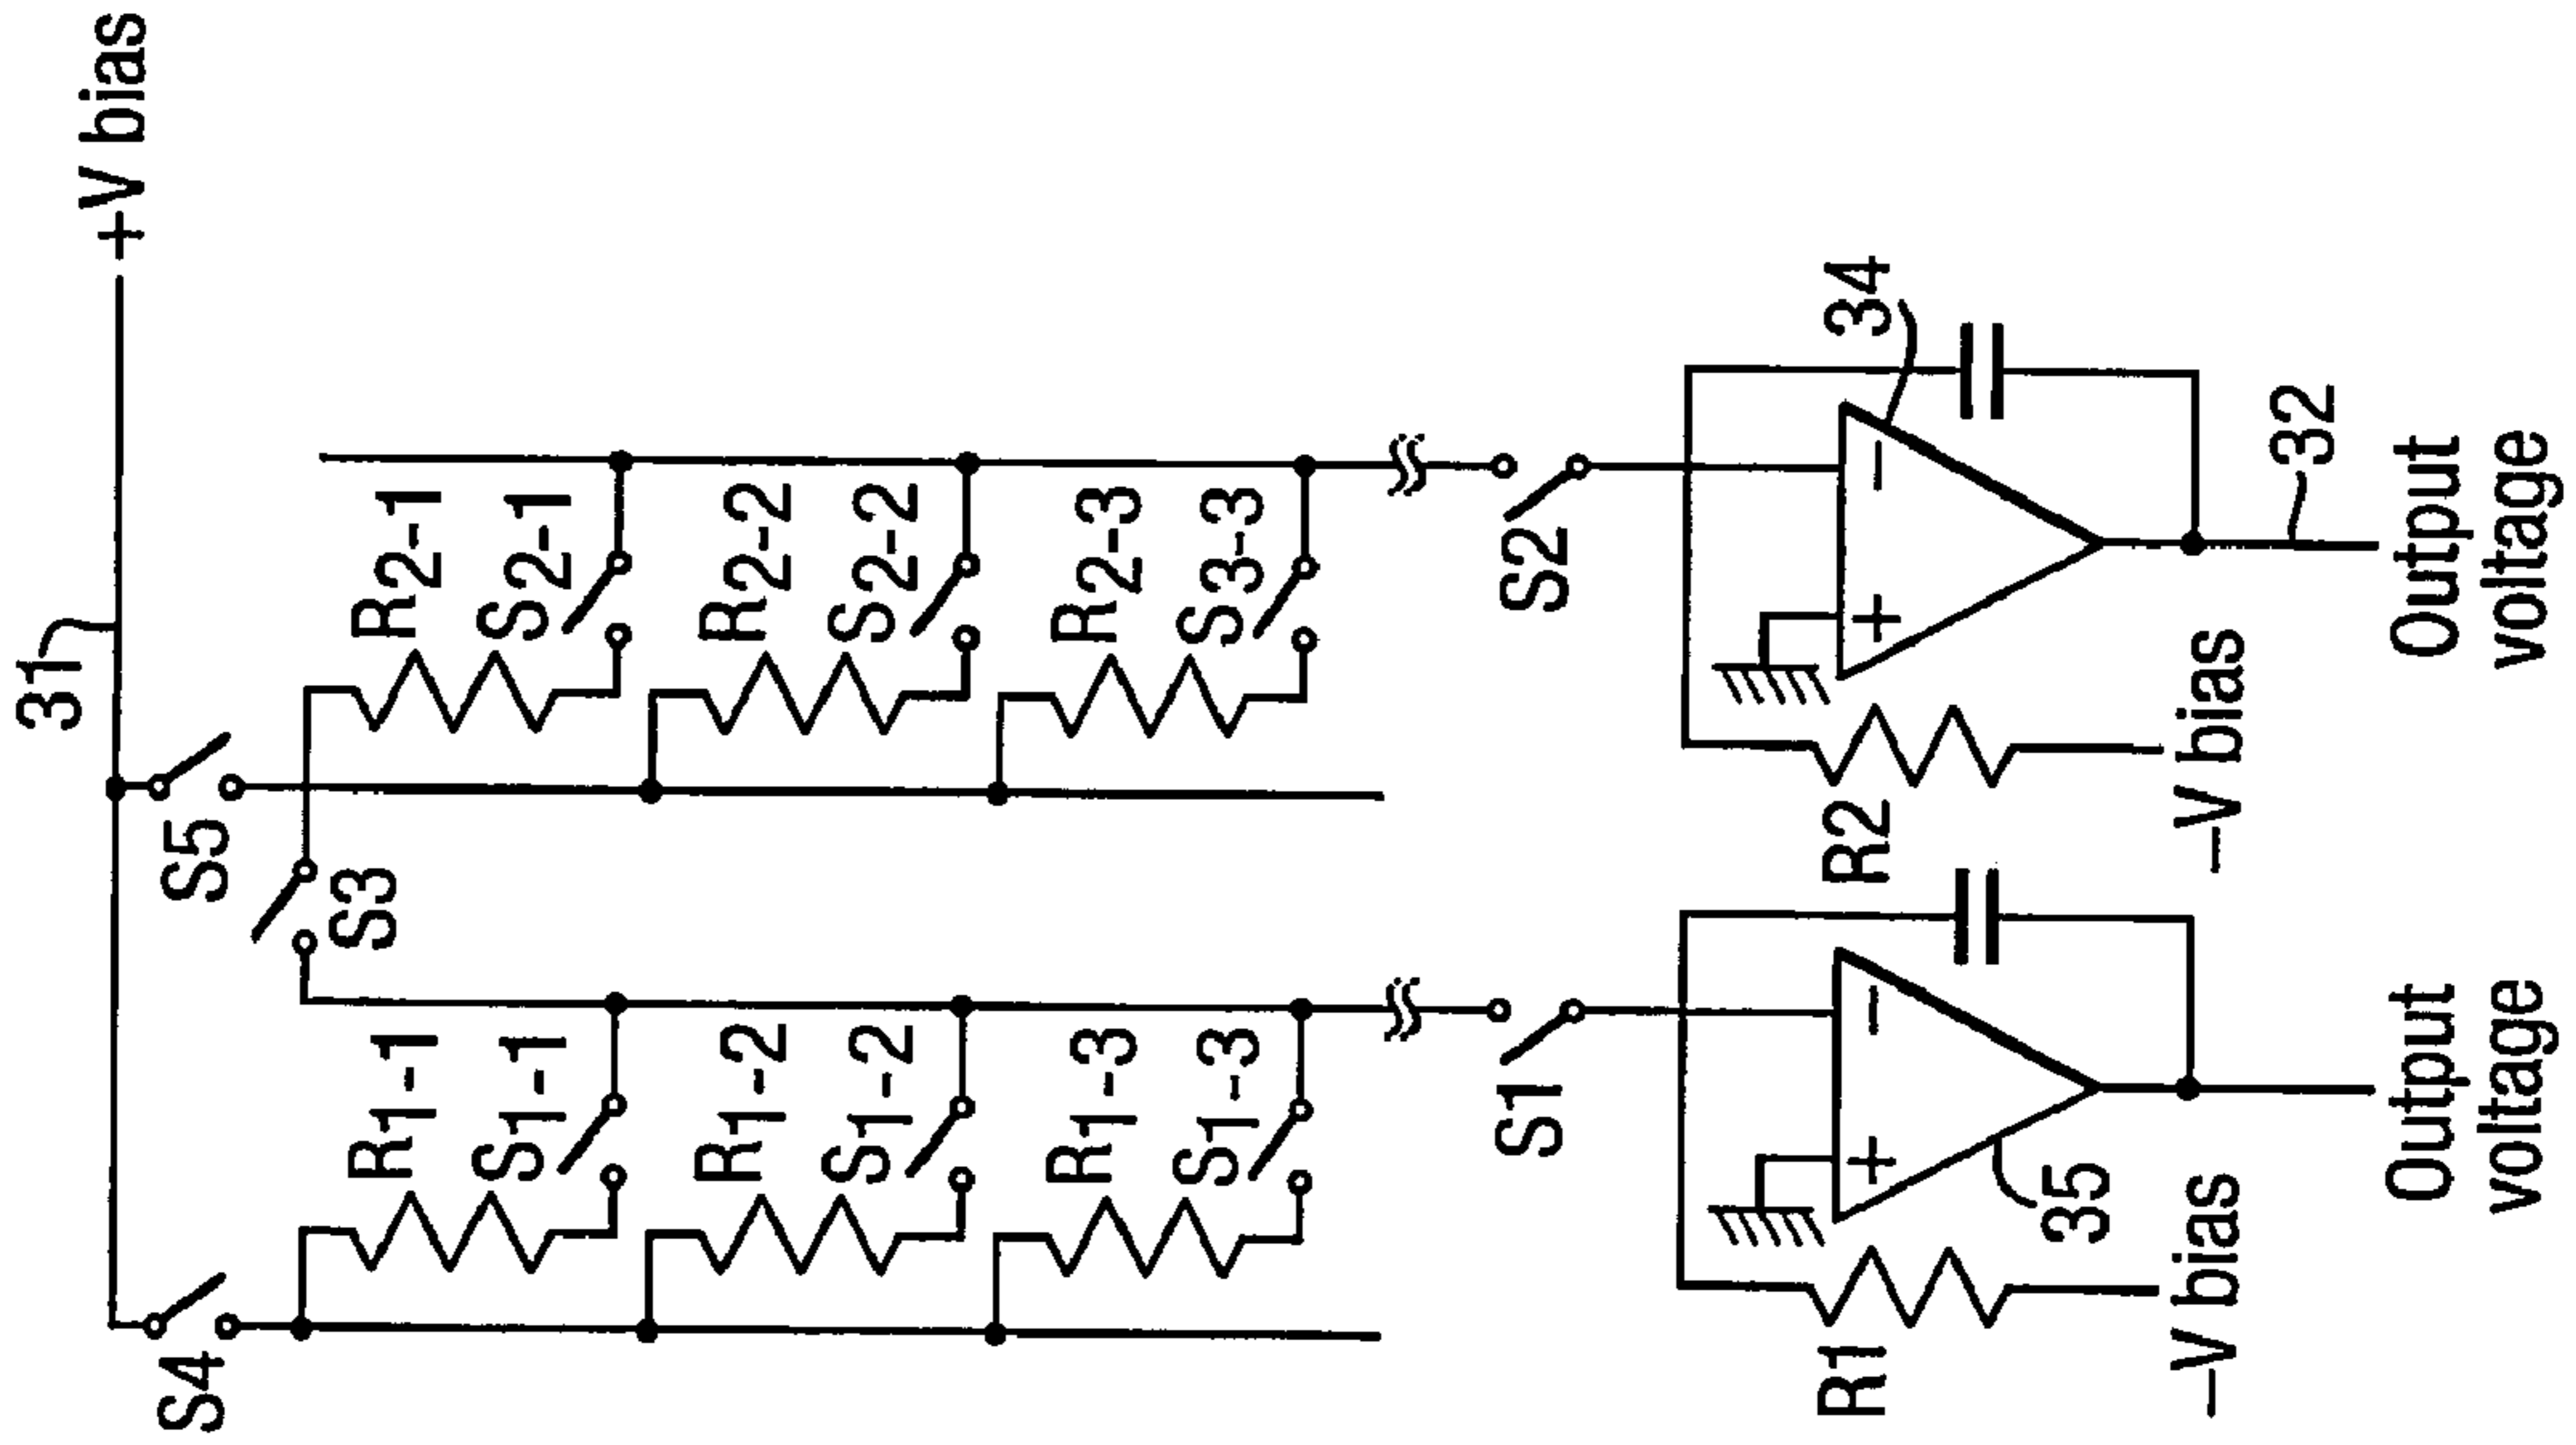 31
+V bias
S4
S5
S3
R1-1
S1-1
R2-1
S2-1
R1-2
S1-2
R2-2
S2-2
R1-3
S1-3
R2-3
S3-3
S1
S2
R1
−V bias
+
−
35
R2
−V bias
+
−
34
32
Output
voltage
Output
voltage